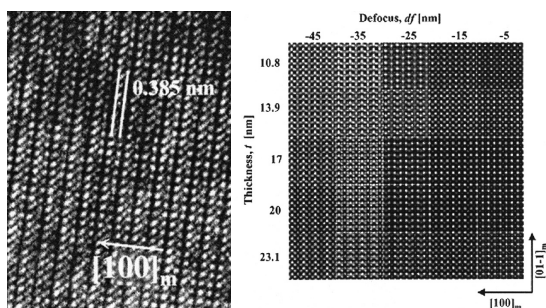 0.385 nm
[100]m
Defocus, df [nm]
-45 -35 -25 -15 -5
Thickness, t [nm]
10.8
13.9
17
20
23.1
[01-1]m
[100]m